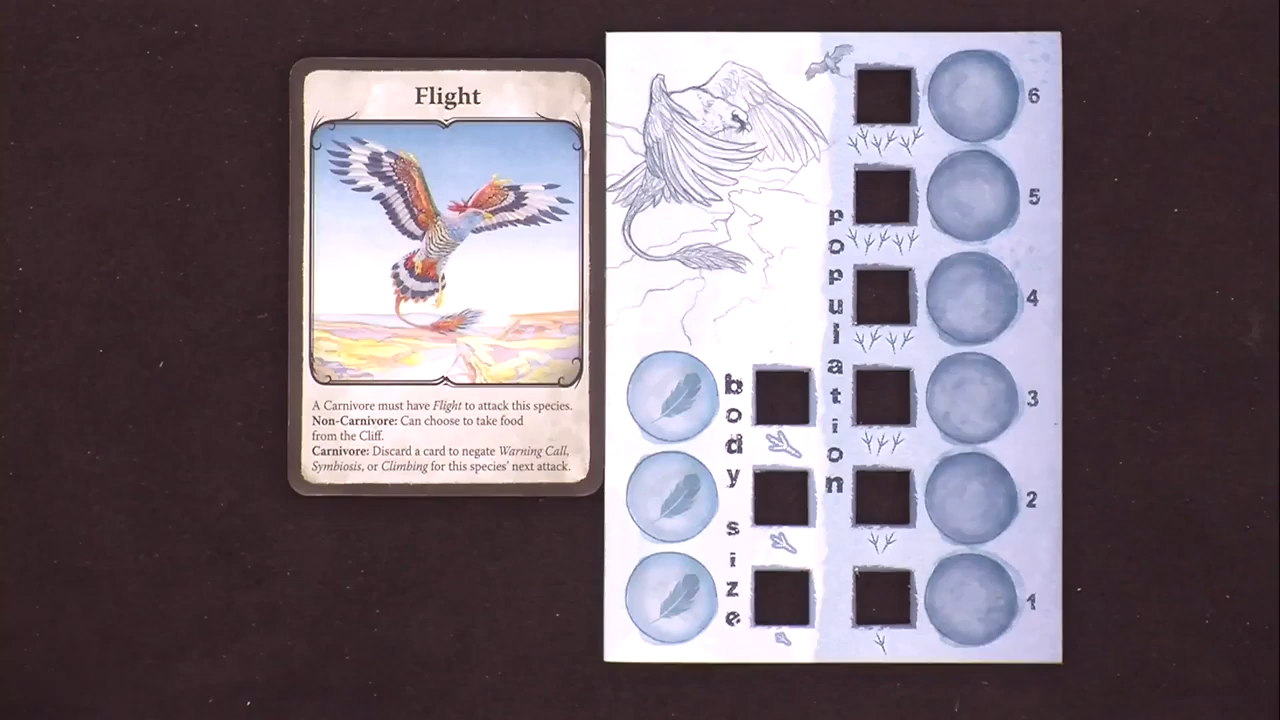 Flight
A Carnivore must have Flight to attack this species.
Non-Carnivore: Can choose to take food
from the Cliff.
Carnivore: Discard a card to negate Warning Call,
Symbiosis, or Climbing for this species' next attack.
body size
population
6
5
4
3
2
1